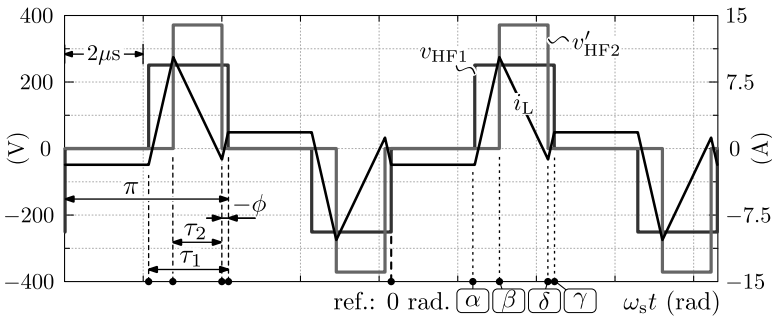 400 15
2μs v_HF1 v′_HF2
200 7.5
i_L
(V) 0 0 (A)
π
−ϕ
−200 −7.5
τ₂
τ₁
−400 −15
ref.: 0 rad. α β δ γ ω_s t (rad)